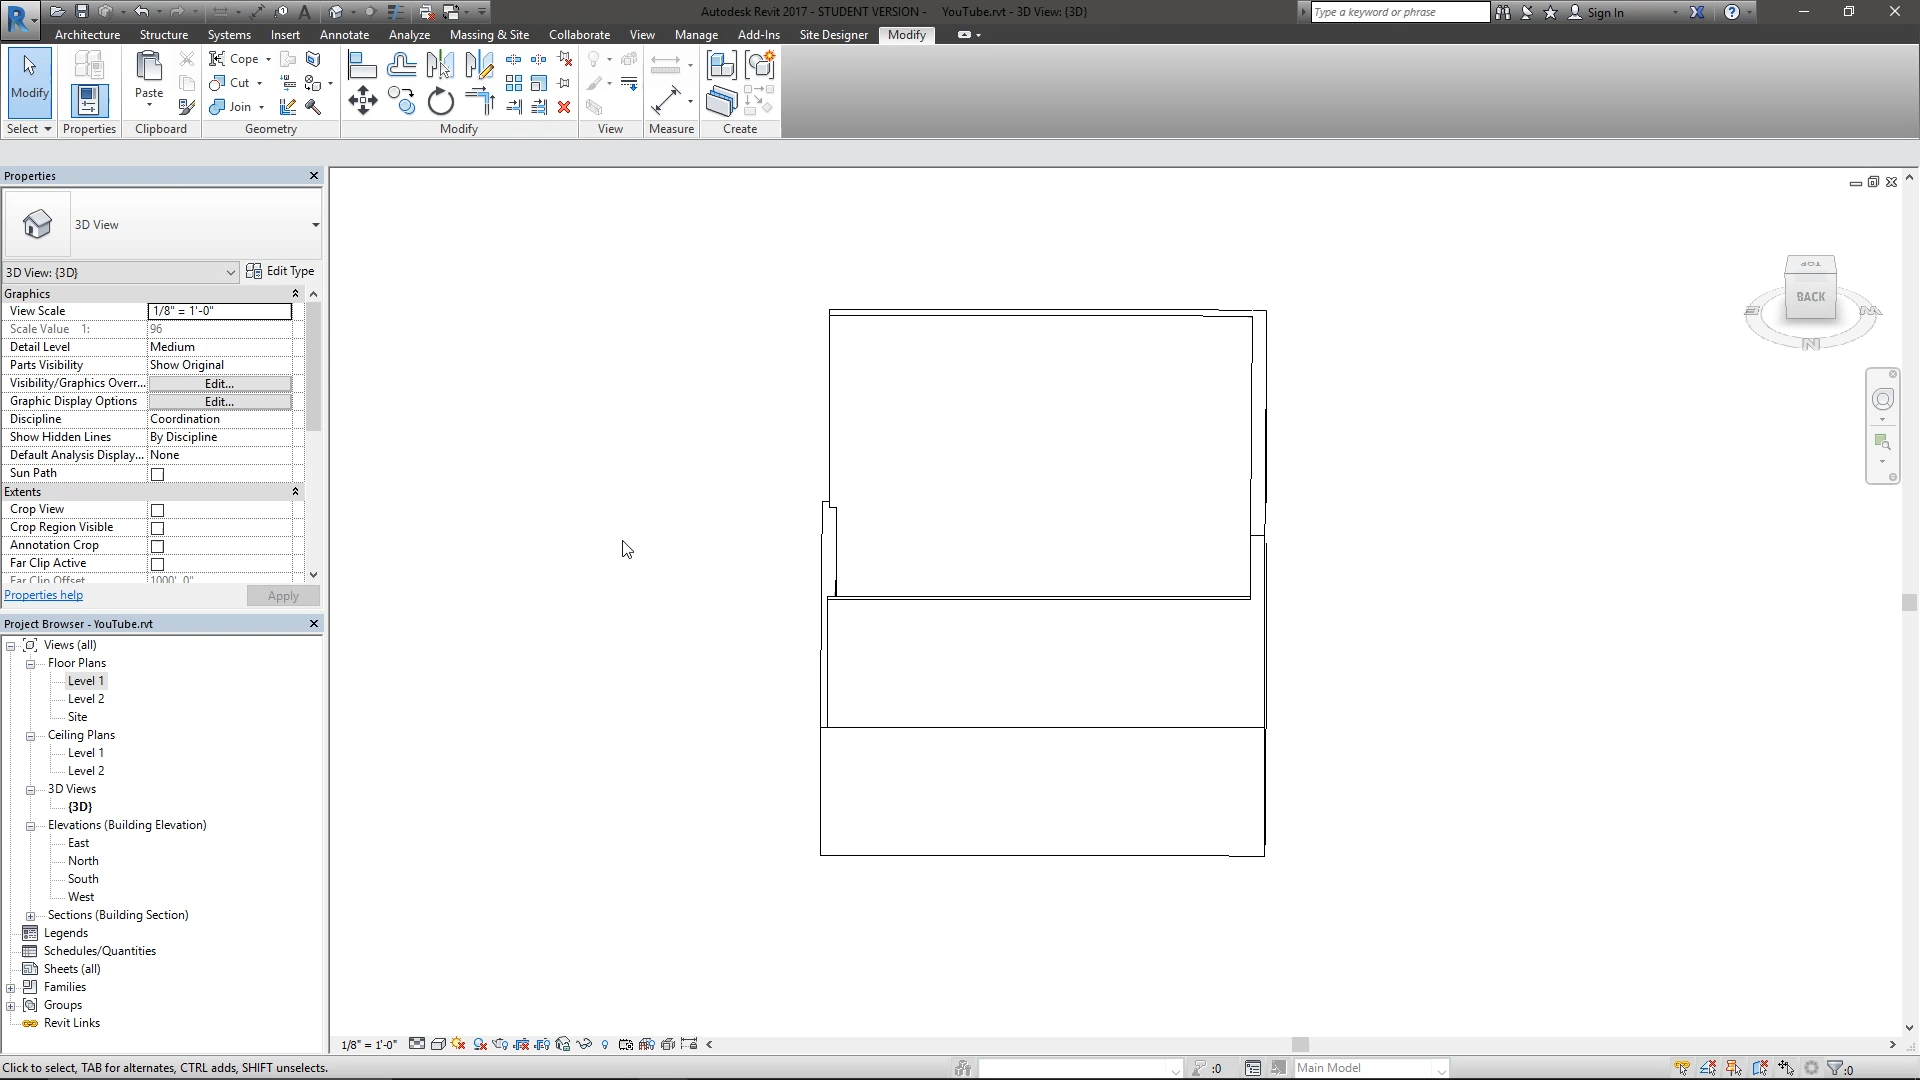 Autodesk Revit 2017 - STUDENT VERSION - YouTube.rvt - 3D View: {3D}
Type a keyword or phrase
Sign In
Architecture Structure Systems Insert Annotate Analyze Massing & Site Collaborate View Manage Add-Ins Site Designer Modify
Modify
Paste
Cope
Cut
Join
Select Properties Clipboard Geometry Modify View Measure Create
Properties
3D View
3D View: {3D}
Edit Type
Graphics
View Scale 1/8" = 1'-0"
Scale Value 1: 96
Detail Level Medium
Parts Visibility Show Original
Visibility/Graphics Overr... Edit...
Graphic Display Options Edit...
Discipline Coordination
Show Hidden Lines By Discipline
Default Analysis Display... None
Sun Path
Extents
Crop View
Crop Region Visible
Annotation Crop
Far Clip Active
Far Clip Offset 1000' 0"
Properties help
Apply
Project Browser - YouTube.rvt
Views (all)
Floor Plans
Level 1
Level 2
Site
Ceiling Plans
Level 1
Level 2
3D Views
{3D}
Elevations (Building Elevation)
East
North
South
West
Sections (Building Section)
Legends
Schedules/Quantities
Sheets (all)
Families
Groups
Revit Links
TOP
BACK
E
N
1/8" = 1'-0"
Click to select, TAB for alternates, CTRL adds, SHIFT unselects.
:0
Main Model
:0